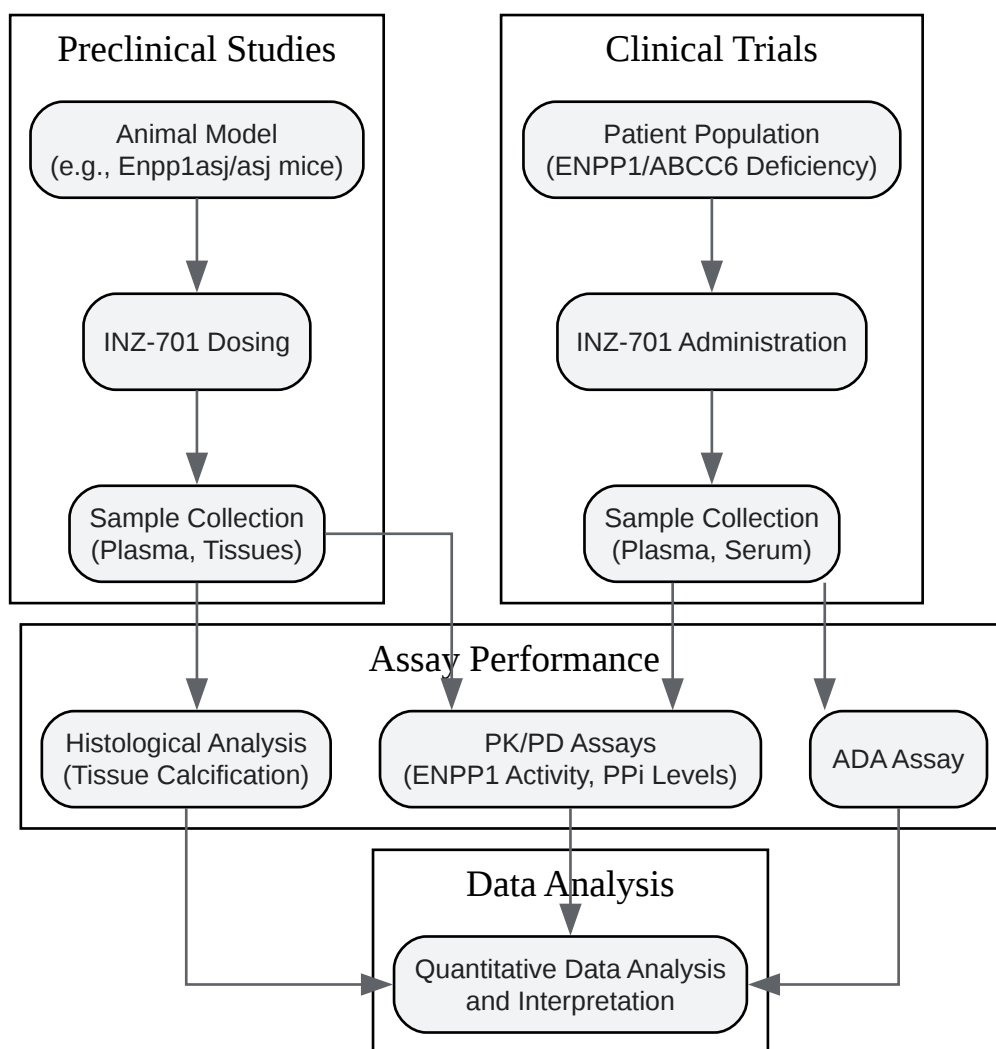 Preclinical Studies
Animal Model
(e.g., Enpp1asj/asj mice)
INZ-701 Dosing
Sample Collection
(Plasma, Tissues)
Clinical Trials
Patient Population
(ENPP1/ABCC6 Deficiency)
INZ-701 Administration
Sample Collection
(Plasma, Serum)
Assay Performance
Histological Analysis
(Tissue Calcification)
PK/PD Assays
(ENPP1 Activity, PPi Levels)
ADA Assay
Data Analysis
Quantitative Data Analysis
and Interpretation